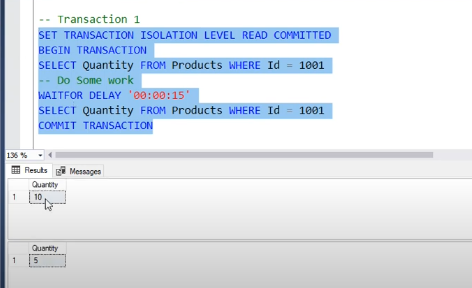 -- Transaction 1
SET TRANSACTION ISOLATION LEVEL READ COMMITTED
BEGIN TRANSACTION
SELECT Quantity FROM Products WHERE Id = 1001
-- Do Some work
WAITFOR DELAY '00:00:15'
SELECT Quantity FROM Products WHERE Id = 1001
COMMIT TRANSACTION
136 %
Results Messages
Quantity
1 10
Quantity
1 5